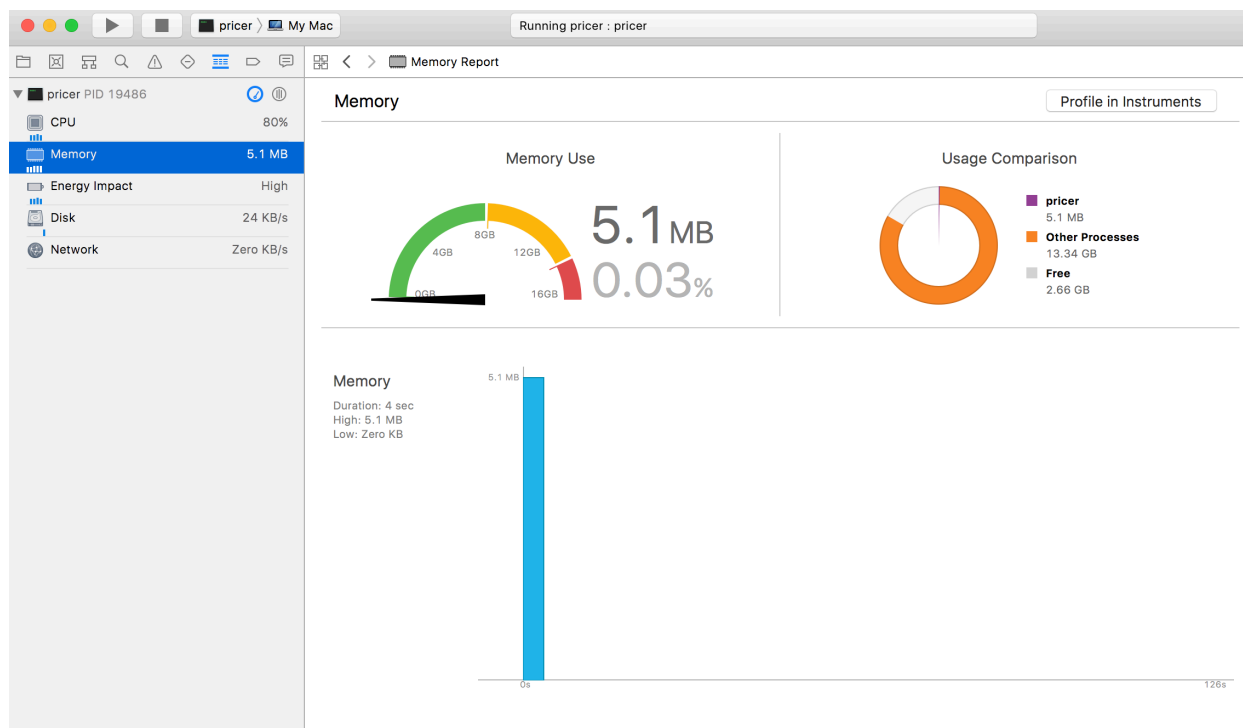 pricer 〉 My Mac
Running pricer : pricer
Memory Report
pricer PID 19486
CPU 80%
Memory 5.1 MB
Energy Impact High
Disk 24 KB/s
Network Zero KB/s
Memory
Profile in Instruments
Memory Use
0GB
4GB
8GB
12GB
16GB
5.1 MB
0.03%
Usage Comparison
pricer
5.1 MB
Other Processes
13.34 GB
Free
2.66 GB
Memory
Duration: 4 sec
High: 5.1 MB
Low: Zero KB
5.1 MB
0s
126s